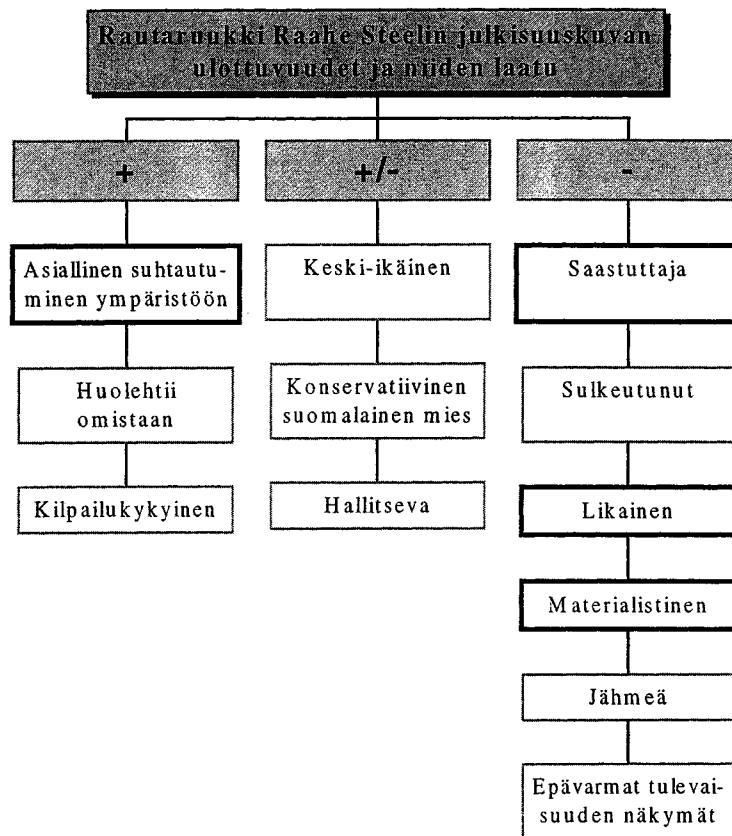 Rautaruukki Raahe Steelin julkisuuskuvan
ulottuvuudet ja niiden laatu
+
+/-
-
Asiallinen suhtautu-
minen ympäristöön
Huolehtii
omistaan
Kilpailukykyinen
Keski-ikäinen
Konservatiivinen
suomalainen mies
Hallitseva
Saastuttaja
Sulkeutunut
Likainen
Materialistinen
Jähmeä
Epävarmat tulevai-
suuden näkymät